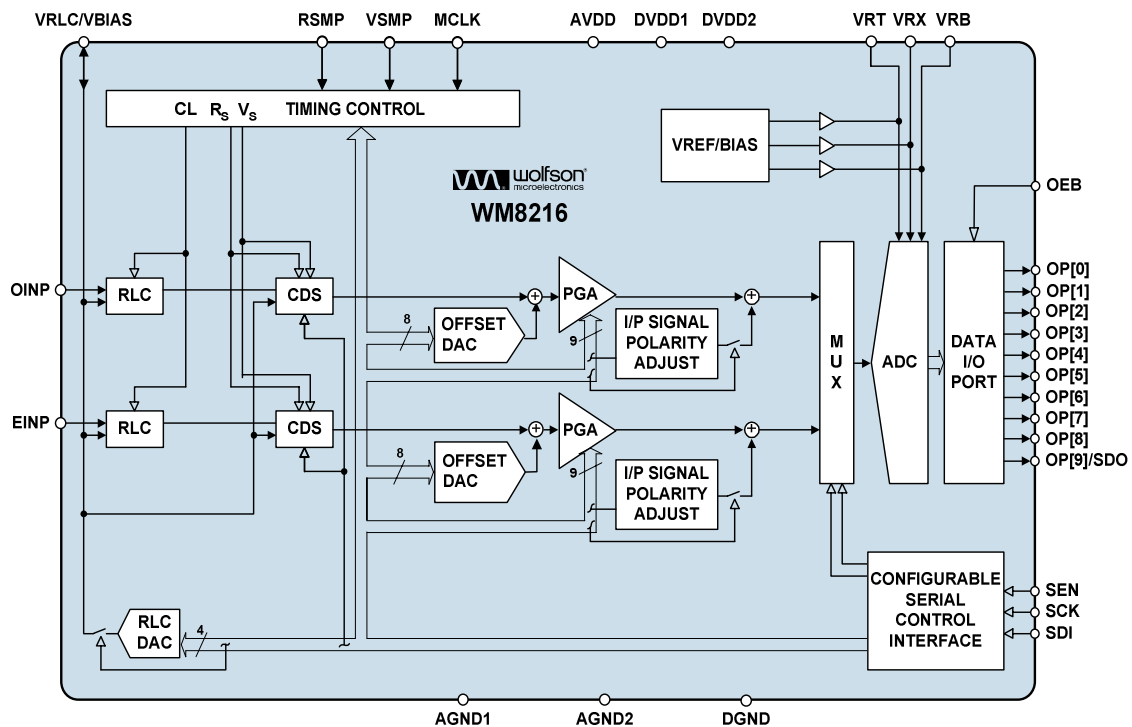 VRLC/VBIAS RSMP VSMP MCLK AVDD DVDD1 DVDD2 VRT VRX VRB
CL RS VS TIMING CONTROL
VREF/BIAS
wolfson
microelectronics
WM8216
OEB
OINP
RLC
CDS
8
OFFSET
DAC
+
PGA
9
I/P SIGNAL
POLARITY
ADJUST
+
EINP
RLC
CDS
8
OFFSET
DAC
+
PGA
9
I/P SIGNAL
POLARITY
ADJUST
+
M
U
X
ADC
DATA
I/O
PORT
OP[0]
OP[1]
OP[2]
OP[3]
OP[4]
OP[5]
OP[6]
OP[7]
OP[8]
OP[9]/SDO
RLC
DAC
4
CONFIGURABLE
SERIAL
CONTROL
INTERFACE
SEN
SCK
SDI
AGND1 AGND2 DGND